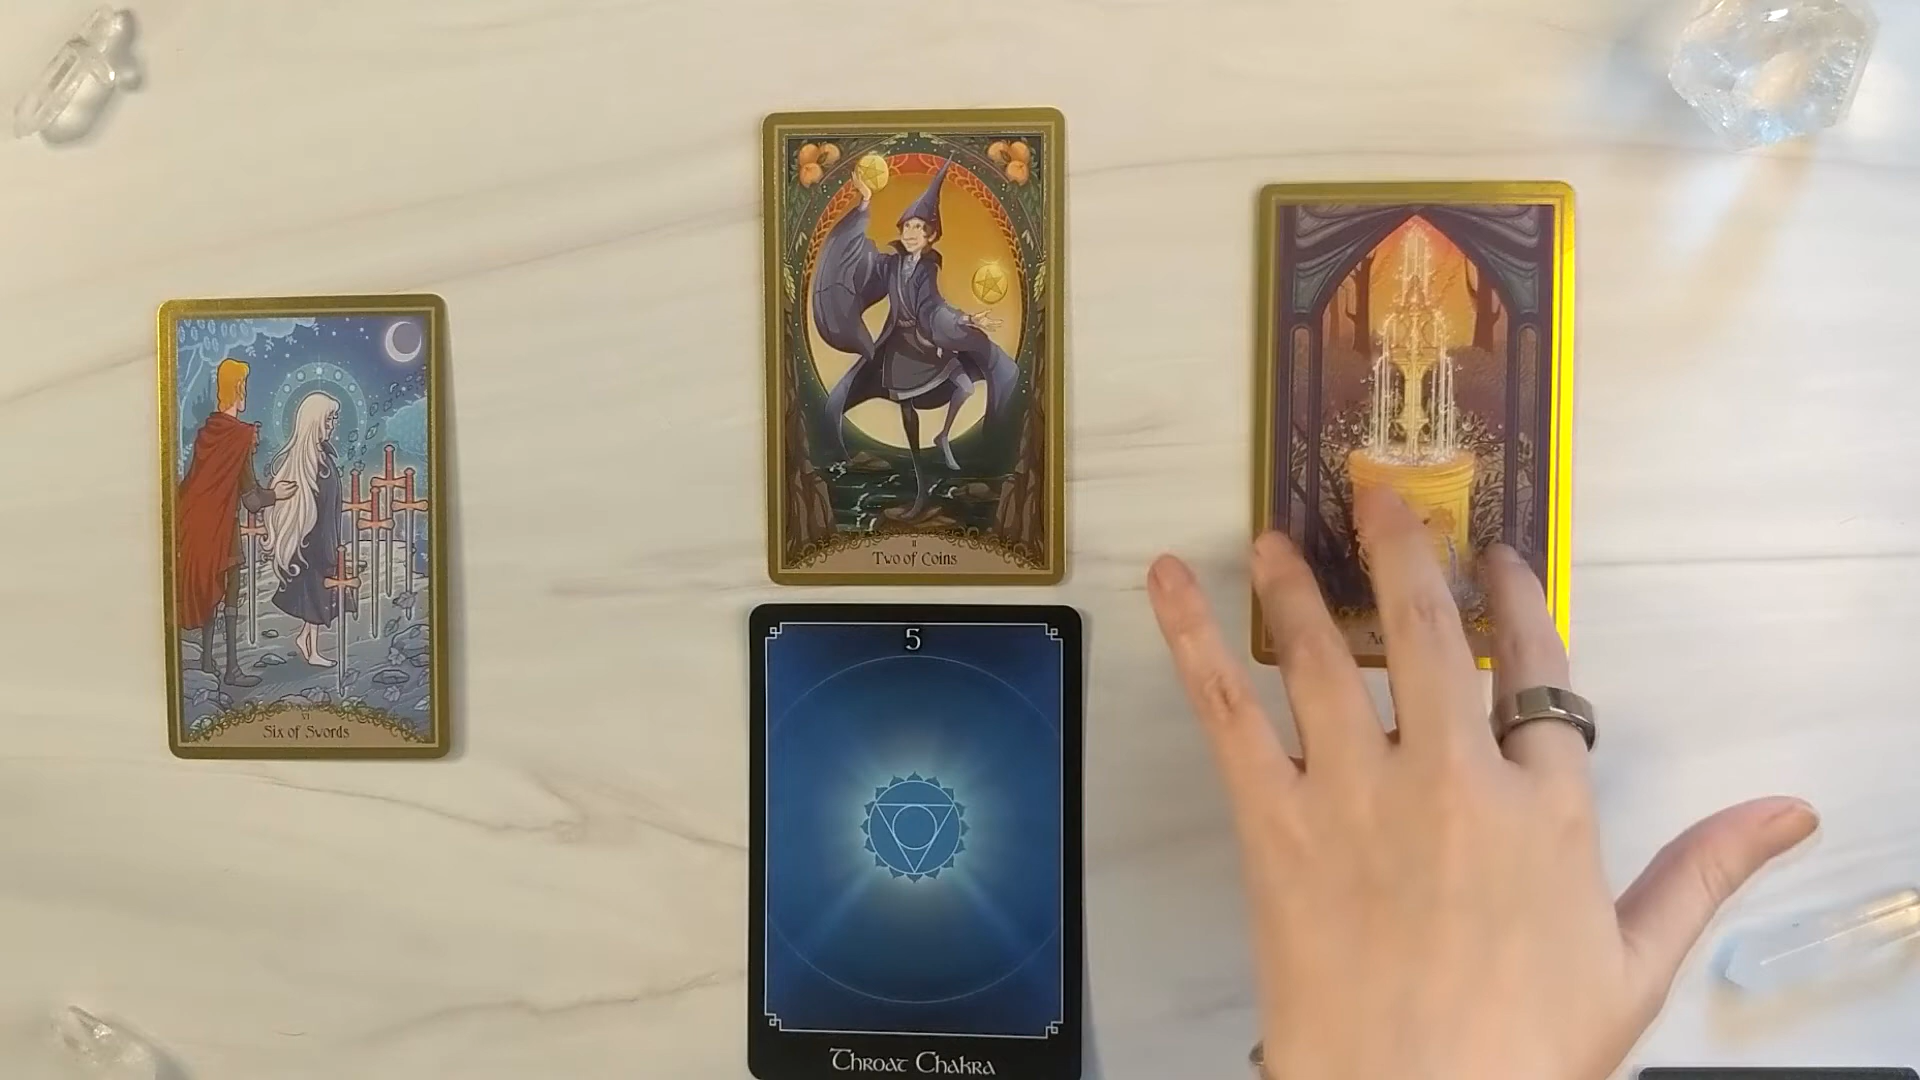 VI
Six of Swords
II
Two of Coins
5
Throat Chakra